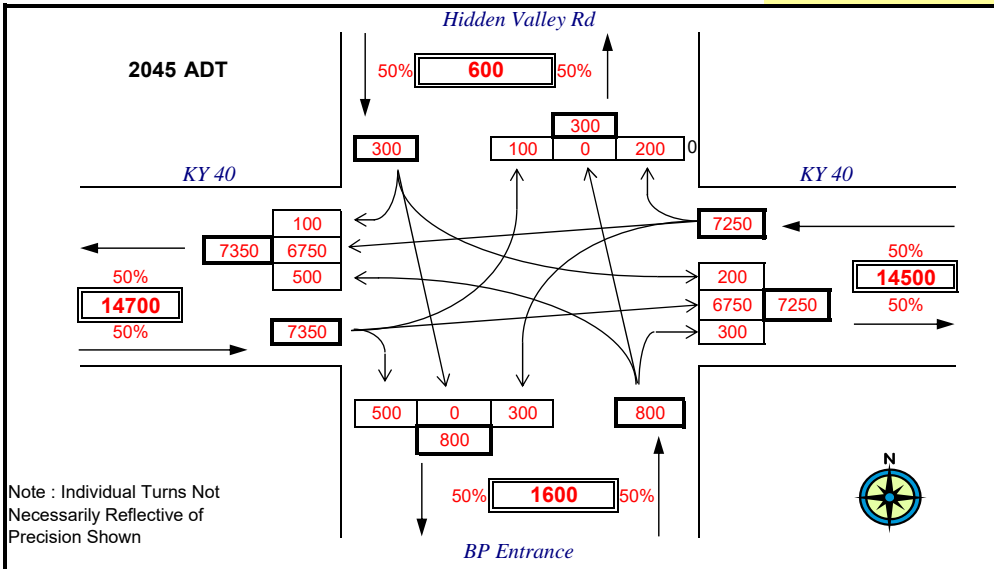 Hidden Valley Rd
2045 ADT
50% 600 50%
300
300 100 0 200 0
KY 40 KY 40
100
7250
7350 6750
50%
500
200
14500
50%
6750 7250
14700
50%
7350
300
50%
500 0 300 800
800
Note : Individual Turns Not
Necessarily Reflective of
Precision Shown
50% 1600 50%
N
BP Entrance